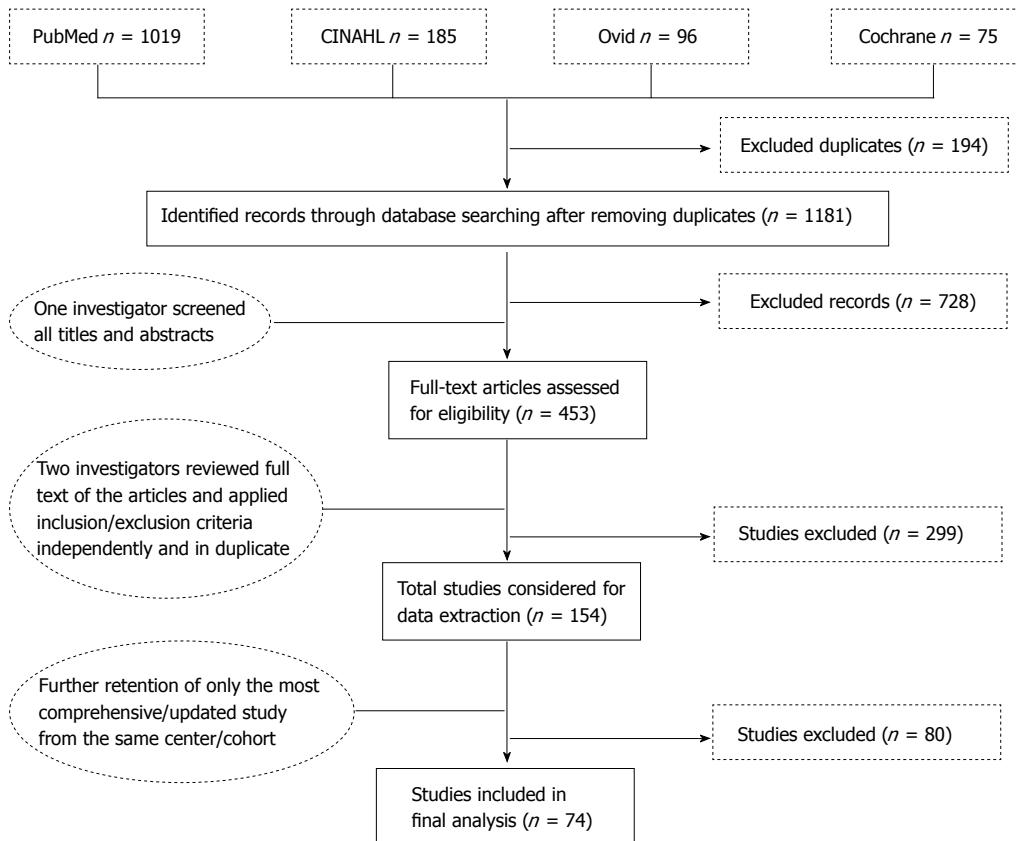 PubMed n = 1019
CINAHL n = 185
Ovid n = 96
Cochrane n = 75
Excluded duplicates (n = 194)
Identified records through database searching after removing duplicates (n = 1181)
One investigator screened
all titles and abstracts
Excluded records (n = 728)
Full-text articles assessed
for eligibility (n = 453)
Two investigators reviewed full
text of the articles and applied
inclusion/exclusion criteria
independently and in duplicate
Studies excluded (n = 299)
Total studies considered for
data extraction (n = 154)
Further retention of only the most
comprehensive/updated study
from the same center/cohort
Studies excluded (n = 80)
Studies included in
final analysis (n = 74)